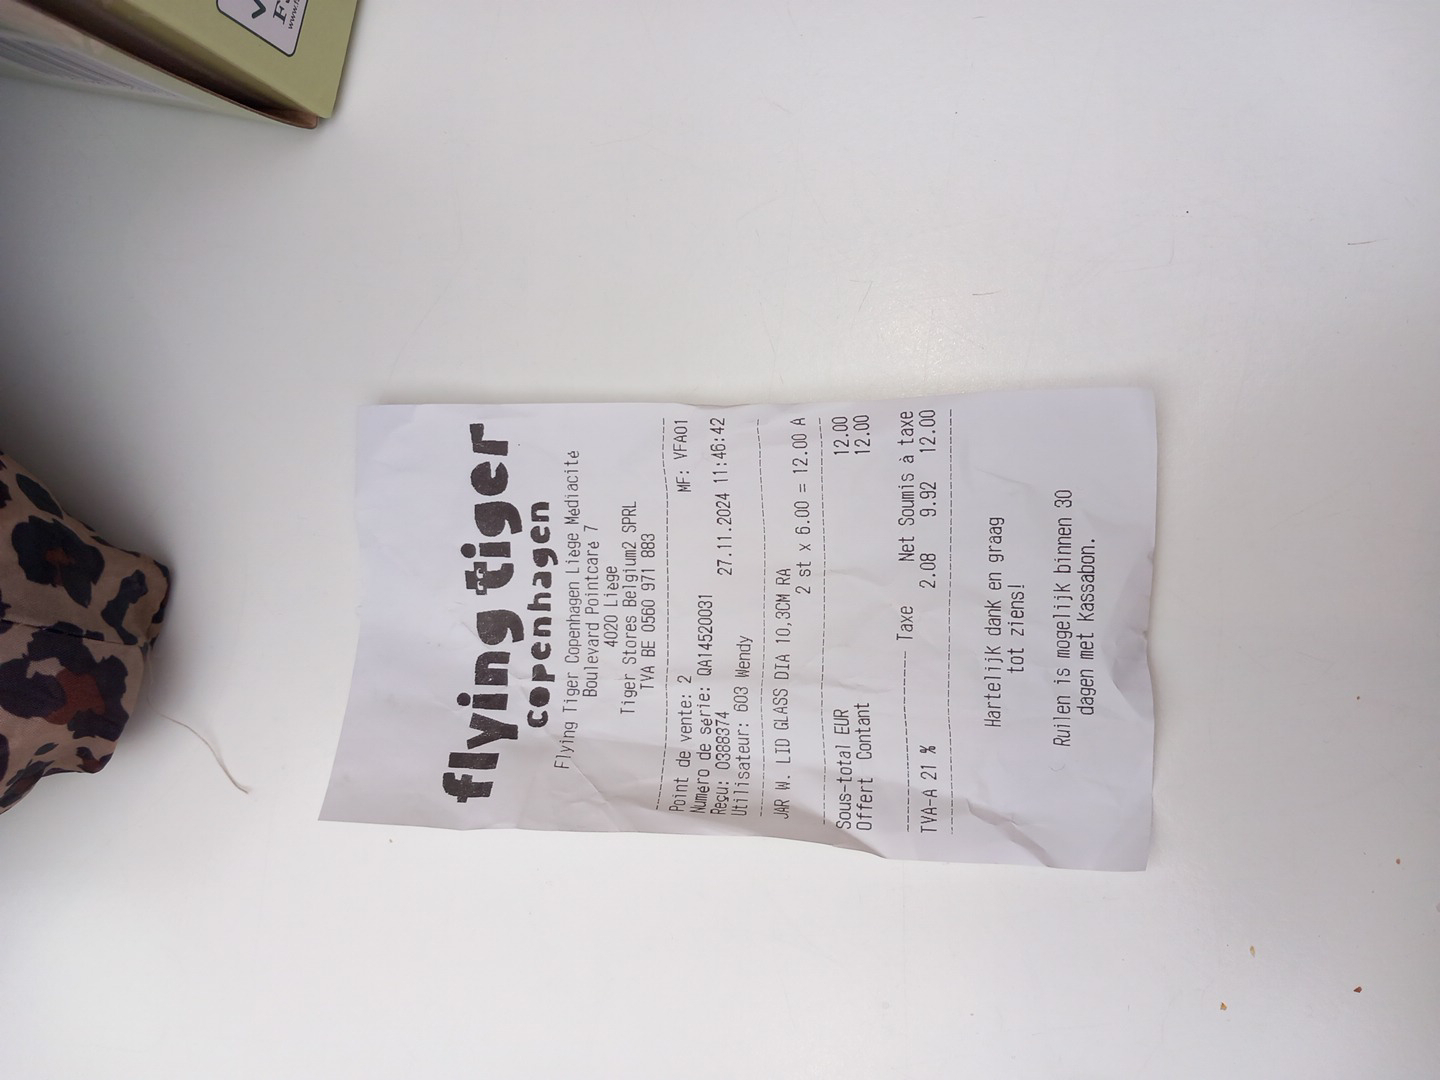 flying tiger
copenhagen
Flying Tiger Copenhagen Liège Médiacité
Boulevard Pointcaré 7
4020 Liège
Tiger Stores Belgium2 SPRL
TVA BE 0560 971 883
Point de vente: 2 MF: VFA01
Numéro de série: QA14520031
Reçu: 0388374 27.11.2024 11:46:42
Utilisateur: 603 Wendy
JAR W. LID GLASS DIA 10,3CM RA
2 st x 6.00 = 12.00 A
Sous-total EUR 12.00
Offert Contant 12.00
Taxe Net Soumis à taxe
TVA-A 21 % 2.08 9.92 12.00
Hartelijk dank en graag
tot ziens!
Ruilen is mogelijk binnen 30
dagen met Kassabon.